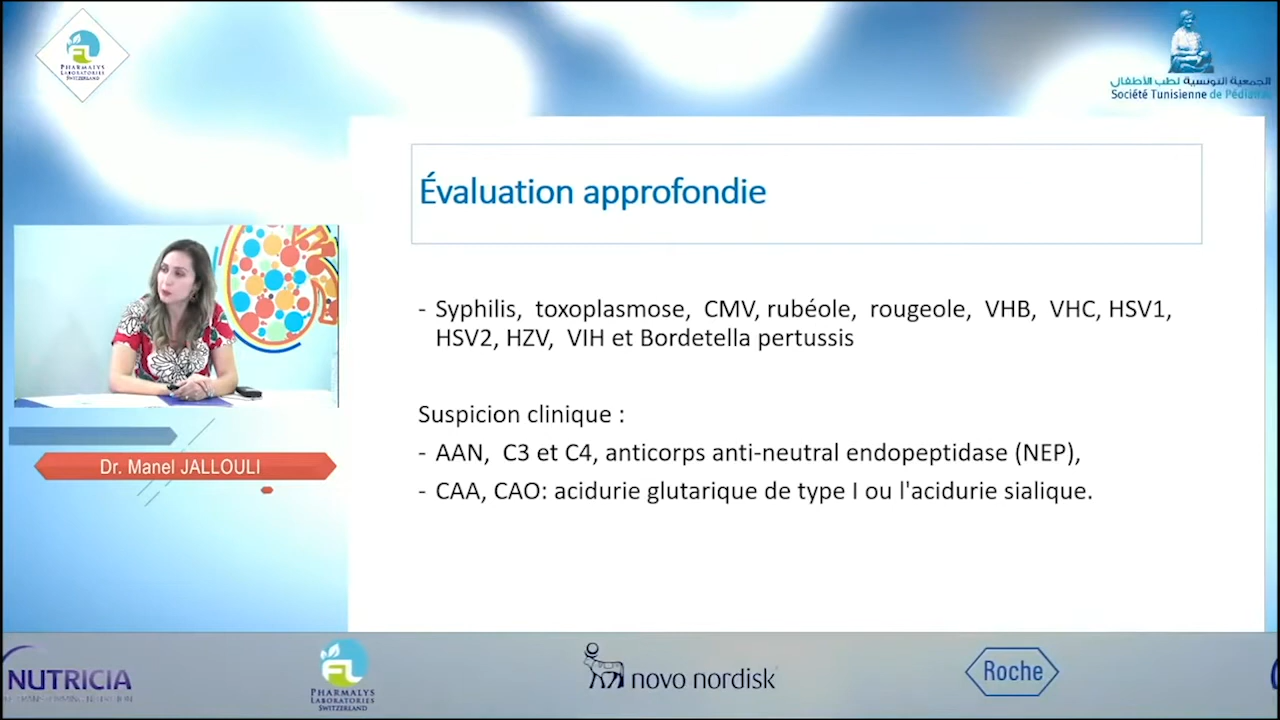 PHARMALYS
LABORATORIES
SWITZERLAND
الجمعية التونسية لطب الأطفال
Société Tunisienne de Pédiatrie
Évaluation approfondie
- Syphilis, toxoplasmose, CMV, rubéole, rougeole, VHB, VHC, HSV1,
HSV2, HZV, VIH et Bordetella pertussis
Suspicion clinique :
- AAN, C3 et C4, anticorps anti-neutral endopeptidase (NEP),
- CAA, CAO: acidurie glutarique de type I ou l'acidurie sialique.
Dr. Manel JALLOULI
NUTRICIA
PHARMALYS
LABORATORIES
SWITZERLAND
novo nordisk
Roche